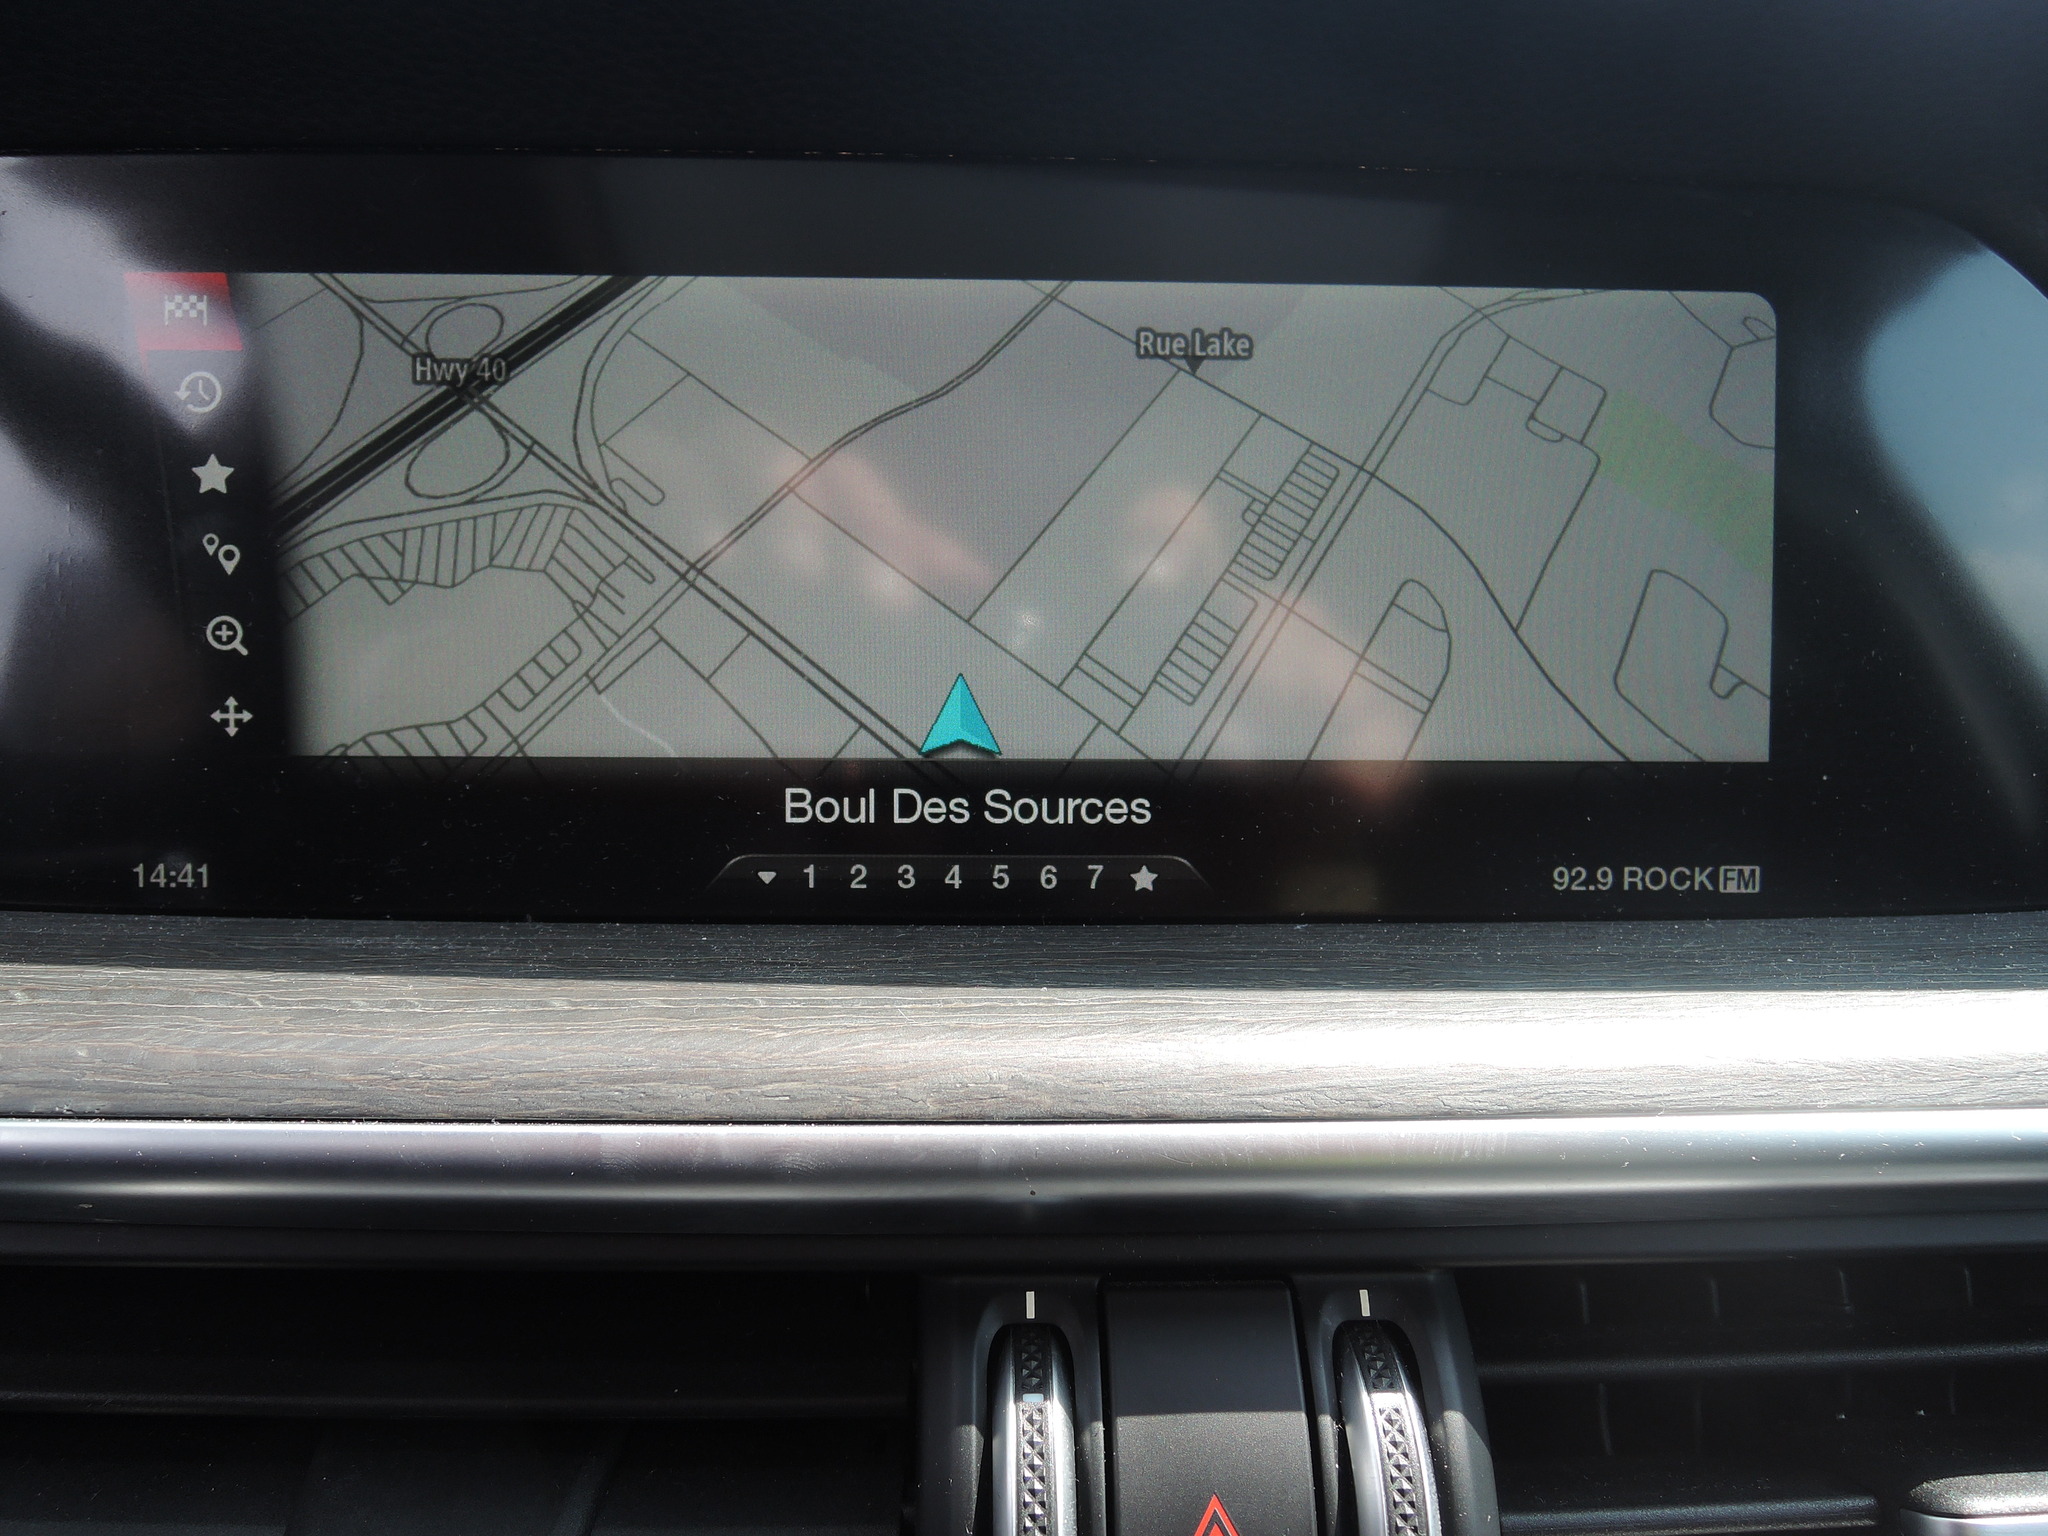 Hwy 40
Rue Lake
Boul Des Sources
14:41
1 2 3 4 5 6 7
92.9 ROCK FM